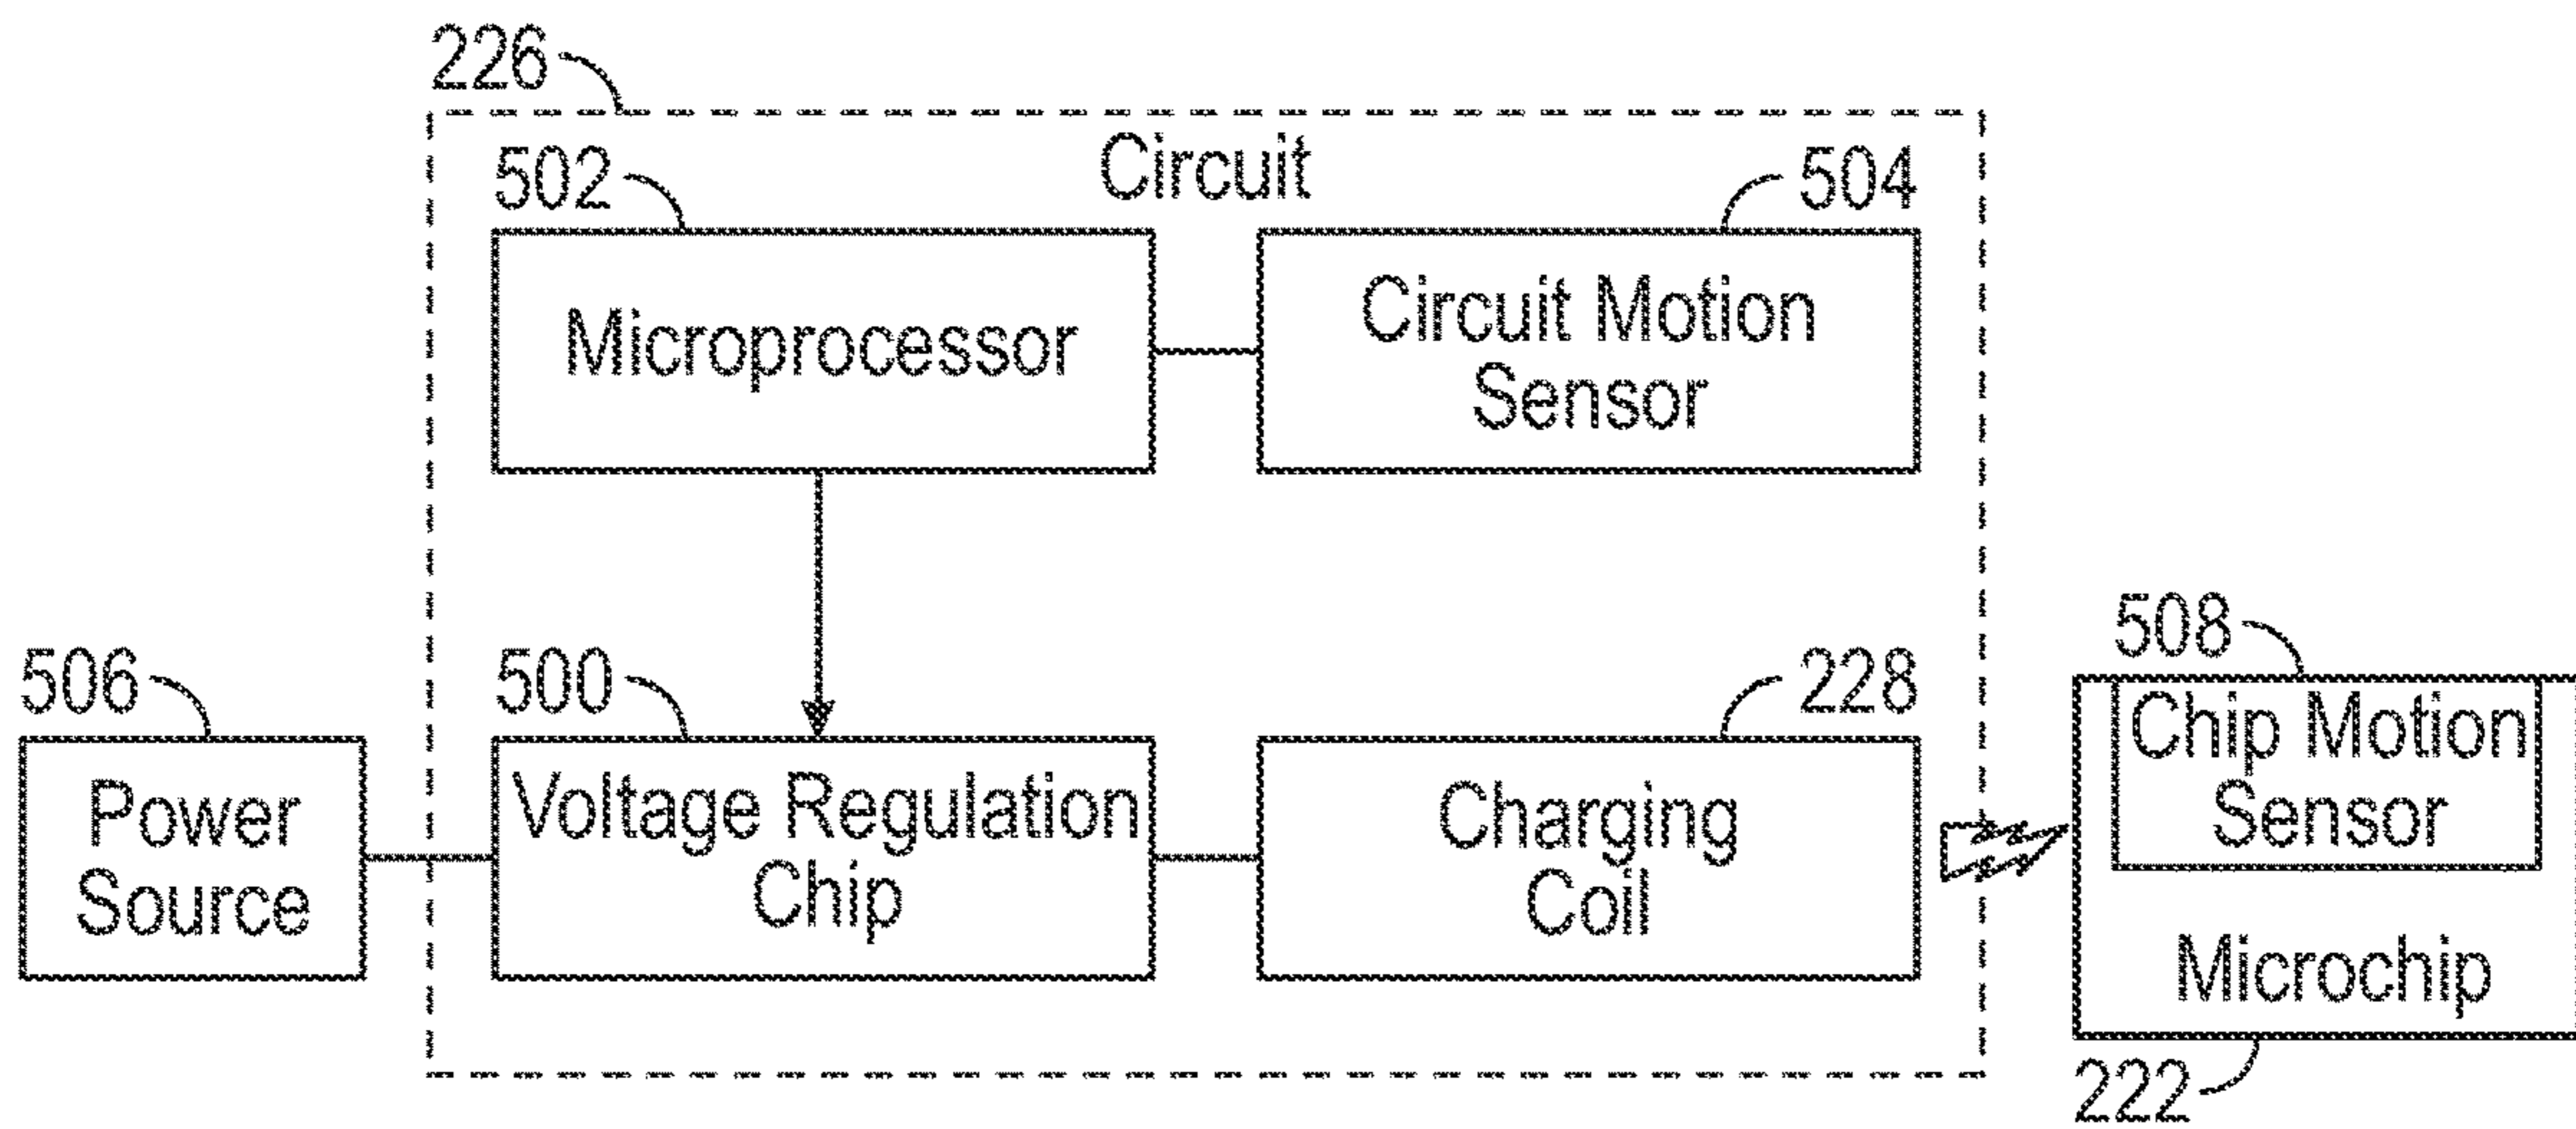 226
Circuit
502
504
Microprocessor
Circuit Motion
Sensor
506
500
228
508
Power
Source
Voltage Regulation
Chip
Charging
Coil
Chip Motion
Sensor
Microchip
222